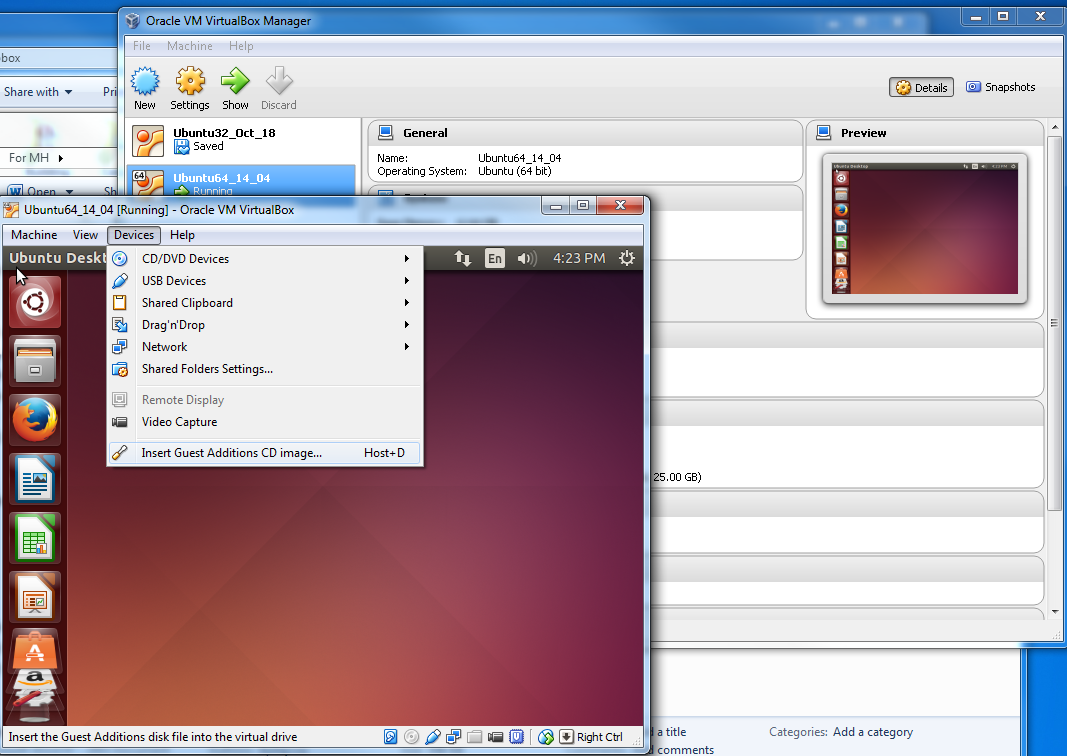 Oracle VM VirtualBox Manager
File Machine Help
box
Share with
New Settings Show Discard
Details Snapshots
For MH
Open
Ubuntu32_Oct_18
Saved
64
Ubuntu64_14_04
Running
General
Name: Ubuntu64_14_04
Operating System: Ubuntu (64 bit)
Preview
Ubuntu Desktop
25.00 GB)
Ubuntu64_14_04 [Running] - Oracle VM VirtualBox
Machine View Devices Help
Ubuntu Deskt
En 4:23 PM
CD/DVD Devices
USB Devices
Shared Clipboard
Drag'n'Drop
Network
Shared Folders Settings...
Remote Display
Video Capture
Insert Guest Additions CD image... Host+D
Insert the Guest Additions disk file into the virtual drive
Right Ctrl
d a title
Categories: Add a category
comments